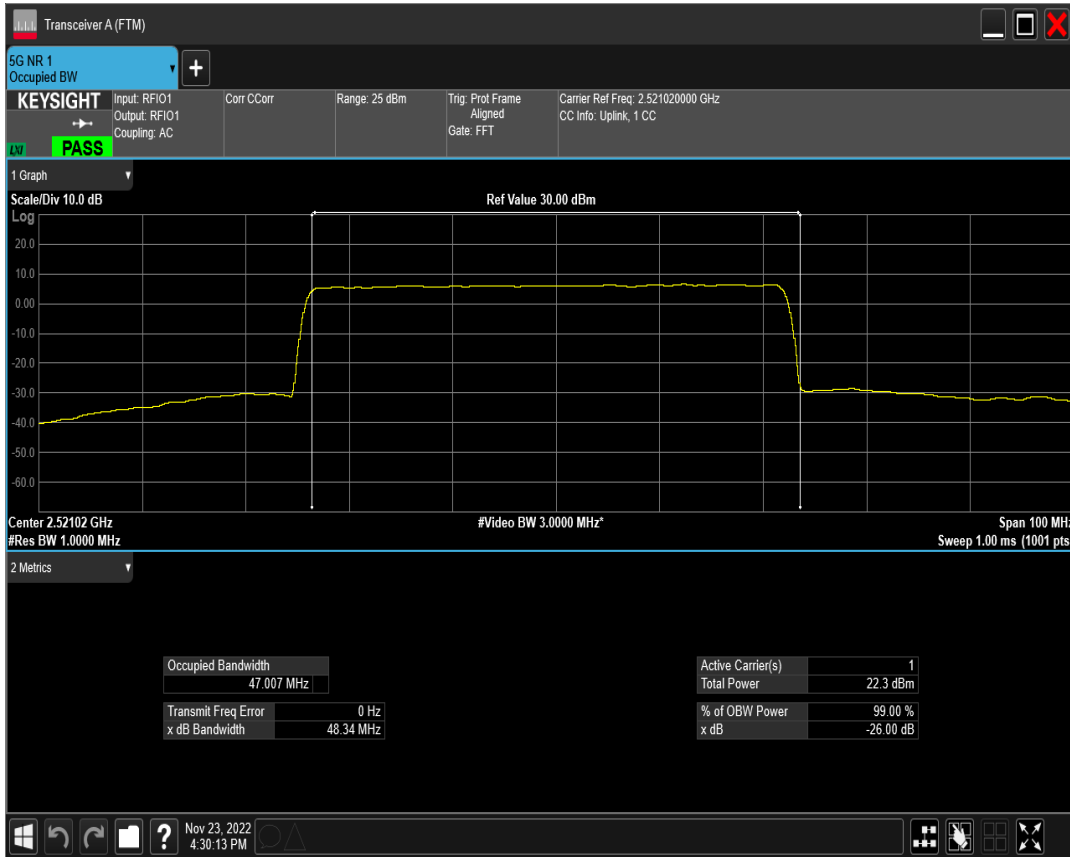 Transceiver A (FTM)
5G NR 1
Occupied BW
+
KEYSIGHT
LXI
PASS
Input: RFIO1
Output: RFIO1
Coupling: AC
Corr CCorr
Range: 25 dBm
Trig: Prot Frame
Aligned
Gate: FFT
Carrier Ref Freq: 2.521020000 GHz
CC Info: Uplink, 1 CC
1 Graph
Scale/Div 10.0 dB
Ref Value 30.00 dBm
Log
20.0
10.0
0.00
-10.0
-20.0
-30.0
-40.0
-50.0
-60.0
Center 2.52102 GHz
#Video BW 3.0000 MHz*
Span 100 MHz
#Res BW 1.0000 MHz
Sweep 1.00 ms (1001 pts
2 Metrics
Occupied Bandwidth
47.007 MHz
Transmit Freq Error 0 Hz
x dB Bandwidth 48.34 MHz
Active Carrier(s) 1
Total Power 22.3 dBm
% of OBW Power 99.00 %
x dB -26.00 dB
?
Nov 23, 2022
4:30:13 PM